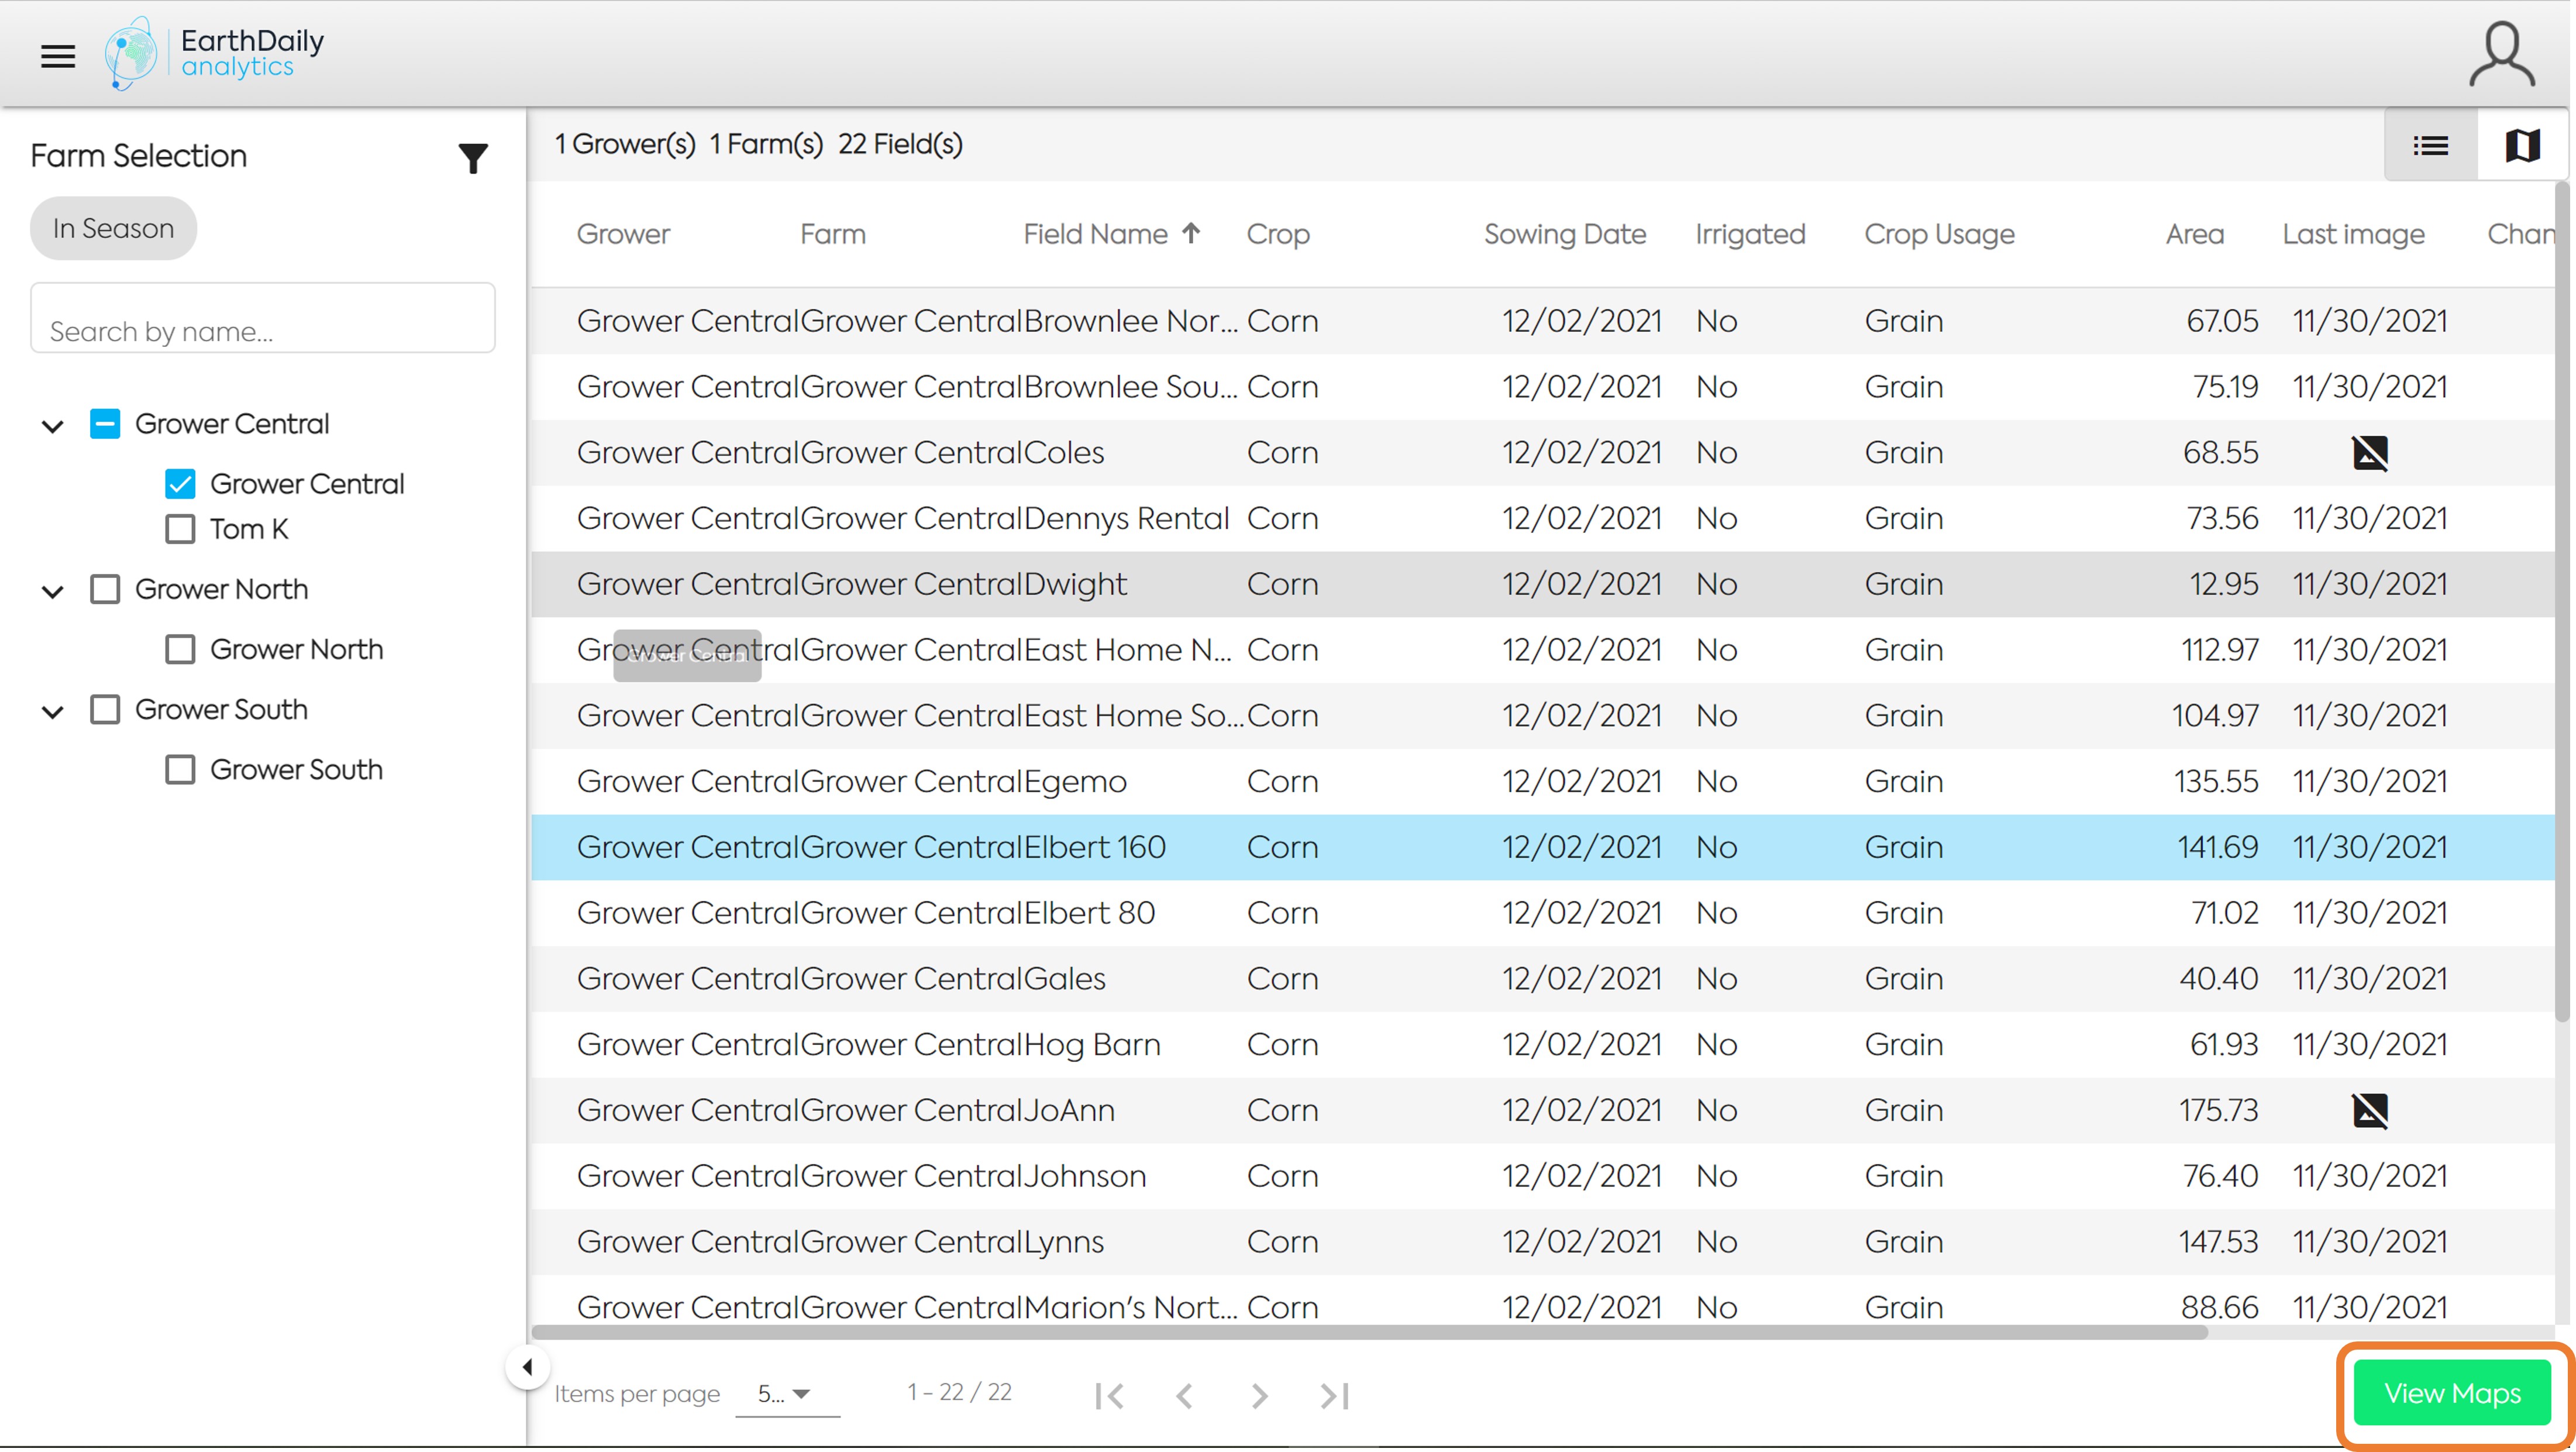 EarthDaily
analytics
Farm Selection
In Season
Search by name...
Grower Central
Grower Central
Tom K
Grower North
Grower North
Grower South
Grower South
1 Grower(s) 1 Farm(s) 22 Field(s)
Grower Farm Field Name Crop Sowing Date Irrigated Crop Usage Area Last image Chan
Grower Central Grower Central Brownlee Nor... Corn 12/02/2021 No Grain 67.05 11/30/2021
Grower Central Grower Central Brownlee Sou... Corn 12/02/2021 No Grain 75.19 11/30/2021
Grower Central Grower Central Coles Corn 12/02/2021 No Grain 68.55
Grower Central Grower Central Dennys Rental Corn 12/02/2021 No Grain 73.56 11/30/2021
Grower Central Grower Central Dwight Corn 12/02/2021 No Grain 12.95 11/30/2021
Grower Central Grower Central East Home N... Corn 12/02/2021 No Grain 112.97 11/30/2021
Grower Central
Grower Central Grower Central East Home So... Corn 12/02/2021 No Grain 104.97 11/30/2021
Grower Central Grower Central Egemo Corn 12/02/2021 No Grain 135.55 11/30/2021
Grower Central Grower Central Elbert 160 Corn 12/02/2021 No Grain 141.69 11/30/2021
Grower Central Grower Central Elbert 80 Corn 12/02/2021 No Grain 71.02 11/30/2021
Grower Central Grower Central Gales Corn 12/02/2021 No Grain 40.40 11/30/2021
Grower Central Grower Central Hog Barn Corn 12/02/2021 No Grain 61.93 11/30/2021
Grower Central Grower Central JoAnn Corn 12/02/2021 No Grain 175.73
Grower Central Grower Central Johnson Corn 12/02/2021 No Grain 76.40 11/30/2021
Grower Central Grower Central Lynns Corn 12/02/2021 No Grain 147.53 11/30/2021
Grower Central Grower Central Marion's Nort... Corn 12/02/2021 No Grain 88.66 11/30/2021
Items per page 5... 1 - 22 / 22
View Maps